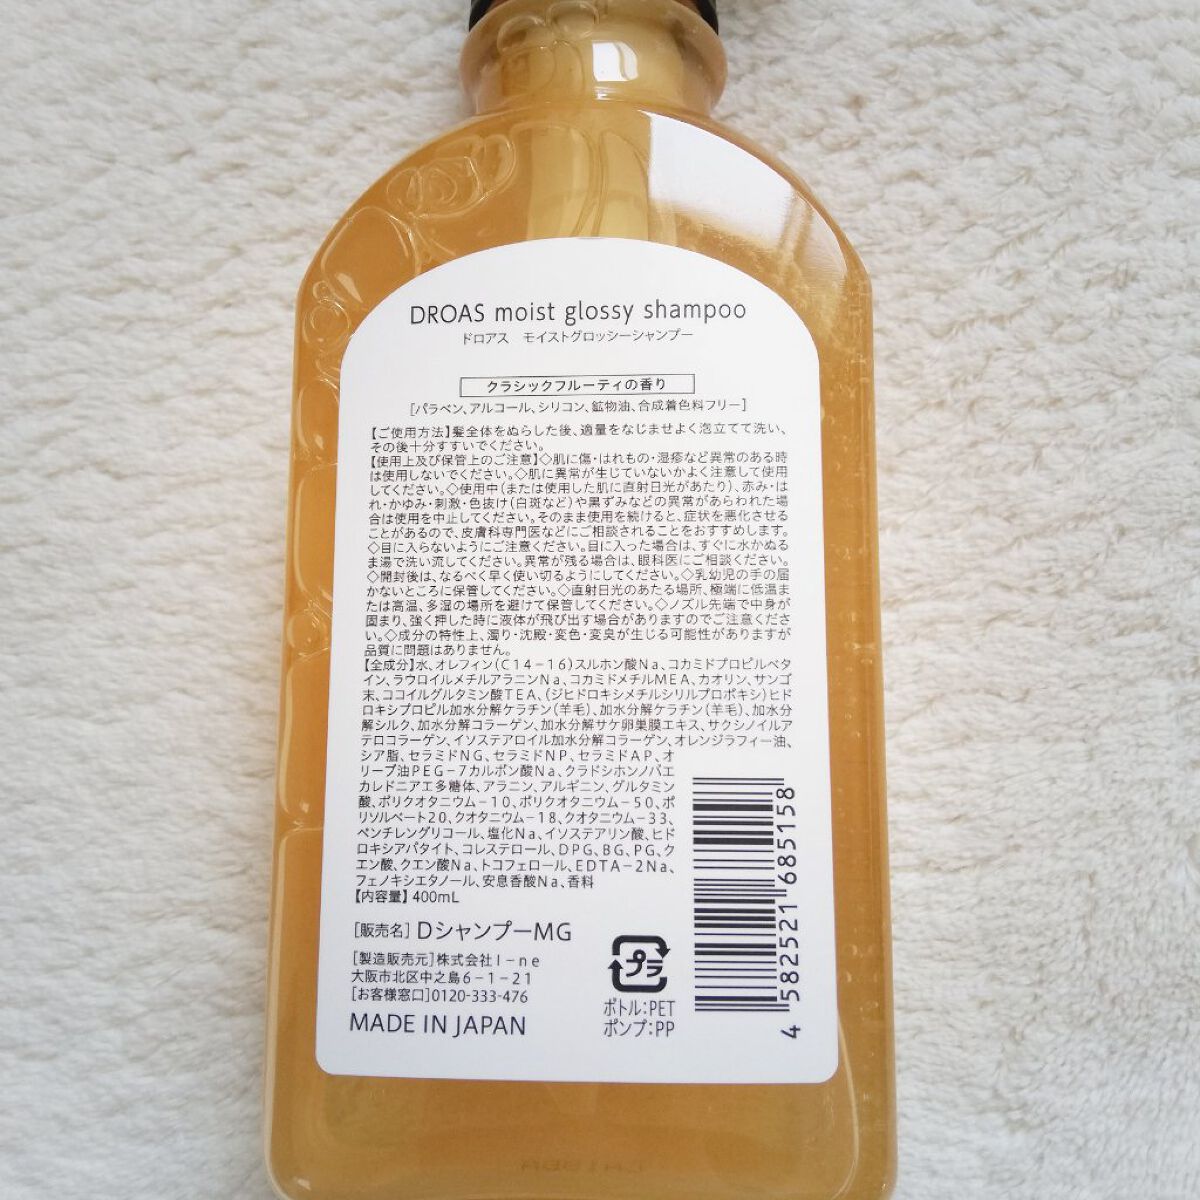 DROAS moist glossy shampoo
ドロアス　モイストグロッシーシャンプー
クラシックフルーティの香り
[パラベン、アルコール、シリコン、鉱物油、合成着色料フリー]
【ご使用方法】髪全体をぬらした後、適量をなじませよく泡立てて洗い、
その後十分すすいでください。
【使用上及び保管上のご注意】◇肌に傷・はれもの・湿疹など異常のある時
は使用しないでください。◇肌に異常が生じていないかよく注意して使用
してください。◇使用中(または使用した肌に直射日光があたり)、赤み・は
れ・かゆみ・刺激・色抜け(白斑など)や黒ずみなどの異常があらわれた場
合は使用を中止してください。そのまま使用を続けると、症状を悪化させる
ことがあるので、皮膚科専門医などにご相談されることをおすすめします。
◇目に入らないようにご注意ください。目に入った場合は、すぐに水かぬる
ま湯で洗い流してください。異常が残る場合は、眼科医にご相談ください。
◇開封後は、なるべく早く使い切るようにしてください。◇乳幼児の手の届
かないところに保管してください。◇直射日光のあたる場所、極端に低温ま
たは高温、多湿の場所を避けて保管してください。◇ノズル先端で中身が
固まり、強く押した時に液体が飛び出す場合がありますのでご注意くださ
い。◇成分の特性上、濁り・沈殿・変色・変臭が生じる可能性がありますが
品質に問題はありません。
【全成分】水、オレフィン(C14−16)スルホン酸Na、コカミドプロピルベタ
イン、ラウロイルメチルアラニンNa、コカミドメチルMEA、カオリン、サンゴ
末、ココイルグルタミン酸TEA、(ジヒドロキシメチルシリルプロポキシ)ヒド
ロキシプロピル加水分解ケラチン(羊毛)、加水分解ケラチン(羊毛)、加水分
解シルク、加水分解コラーゲン、加水分解サケ卵巣膜エキス、サクシノイルア
テロコラーゲン、イソステアロイル加水分解コラーゲン、オレンジラフィー油、
シア脂、セラミドNG、セラミドNP、セラミドAP、オ
リーブ油PEG−7カルボン酸Na、クラドシホンノバエ
カレドニアエ多糖体、アラニン、アルギニン、グルタミン
酸、ポリクオタニウム−10、ポリクオタニウム−50、ポ
リソルベート20、クオタニウム−18、クオタニウム−33、
ペンチレングリコール、塩化Na、イソステアリン酸、ヒド
ロキシアパタイト、コレステロール、DPG、BG、PG、ク
エン酸、クエン酸Na、トコフェロール、EDTA−2Na、
フェノキシエタノール、安息香酸Na、香料
【内容量】400mL
[販売名] DシャンプーMG
[製造販売元]株式会社I−ne
大阪市北区中之島6−1−21
[お客様窓口]0120-333-476
MADE IN JAPAN
プラ
ボトル:PET
ポンプ:PP
4 582521 685158